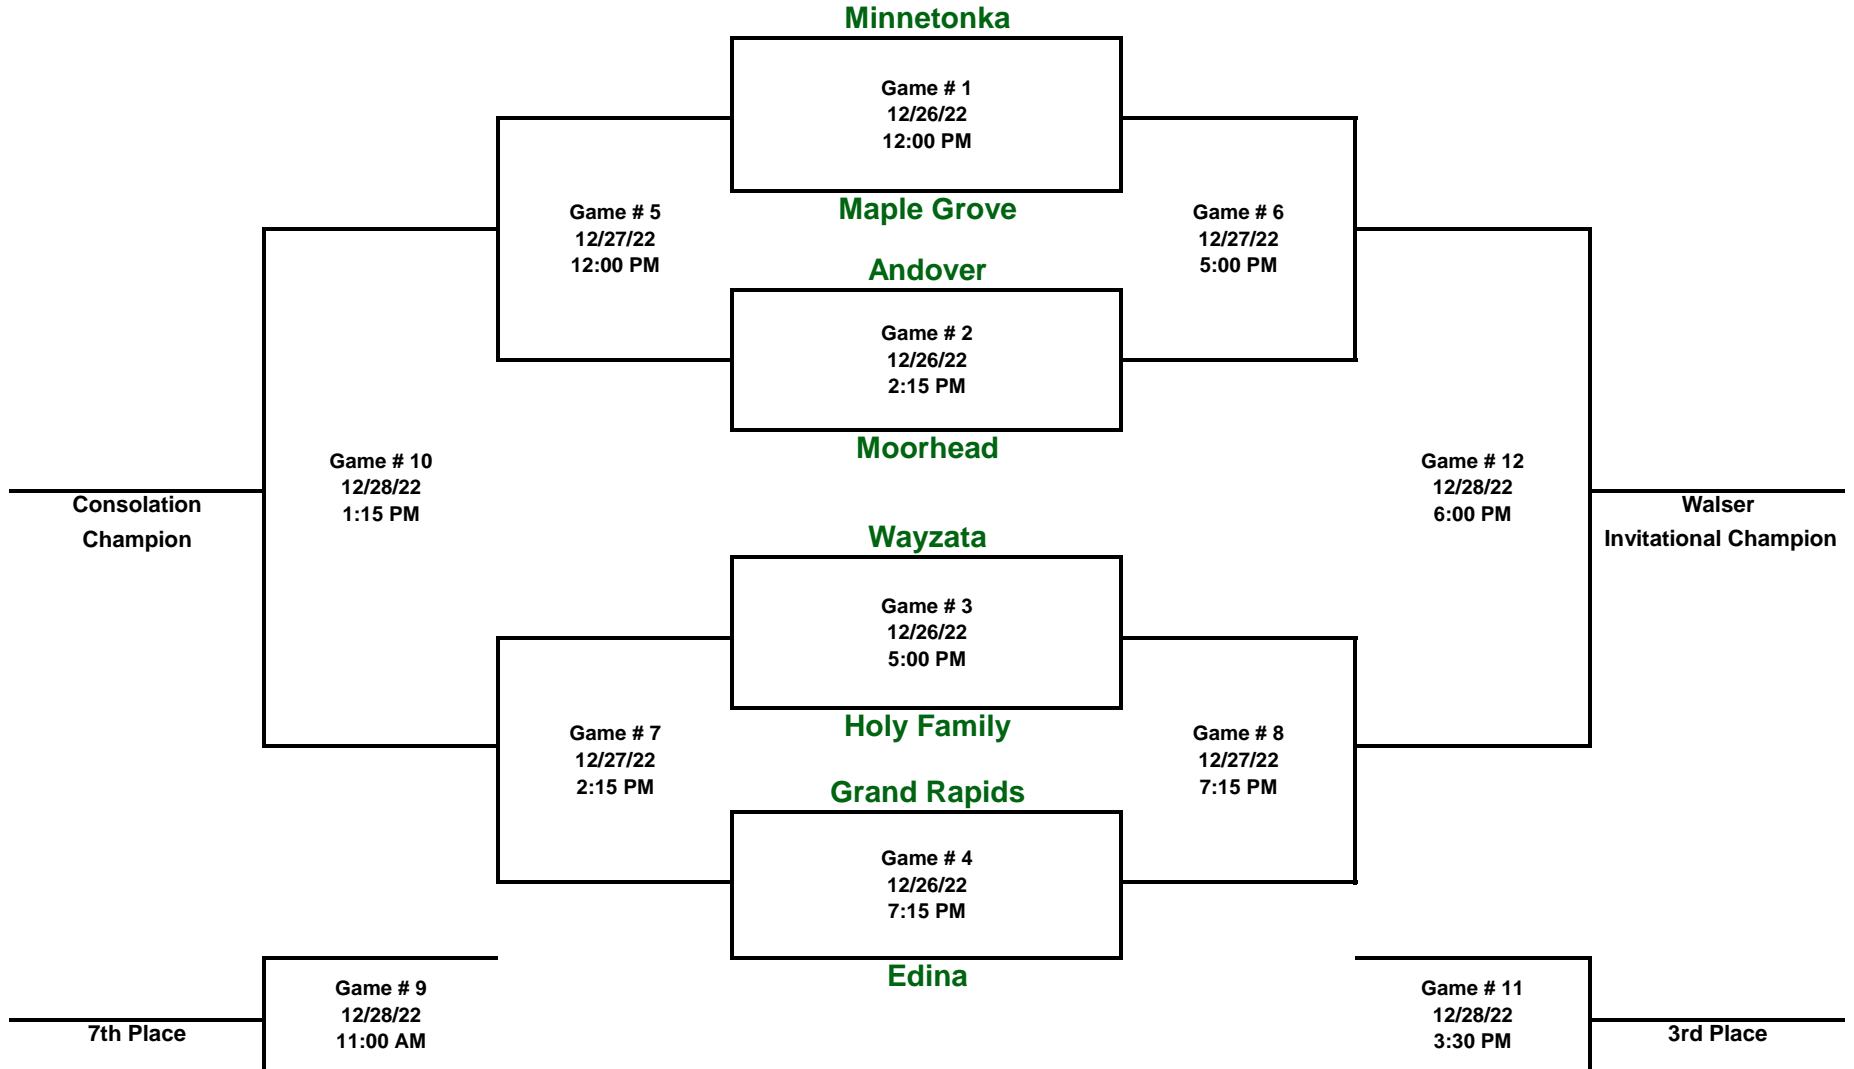 Minnetonka
Game # 1
12/26/22
12:00 PM
Maple Grove
Game # 5
12/27/22
12:00 PM
Game # 6
12/27/22
5:00 PM
Andover
Game # 2
12/26/22
2:15 PM
Moorhead
Game # 10
12/28/22
1:15 PM
Consolation
Champion
Game # 12
12/28/22
6:00 PM
Walser
Invitational Champion
Wayzata
Game # 3
12/26/22
5:00 PM
Holy Family
Game # 7
12/27/22
2:15 PM
Game # 8
12/27/22
7:15 PM
Grand Rapids
Game # 4
12/26/22
7:15 PM
Edina
Game # 9
12/28/22
11:00 AM
7th Place
Game # 11
12/28/22
3:30 PM
3rd Place